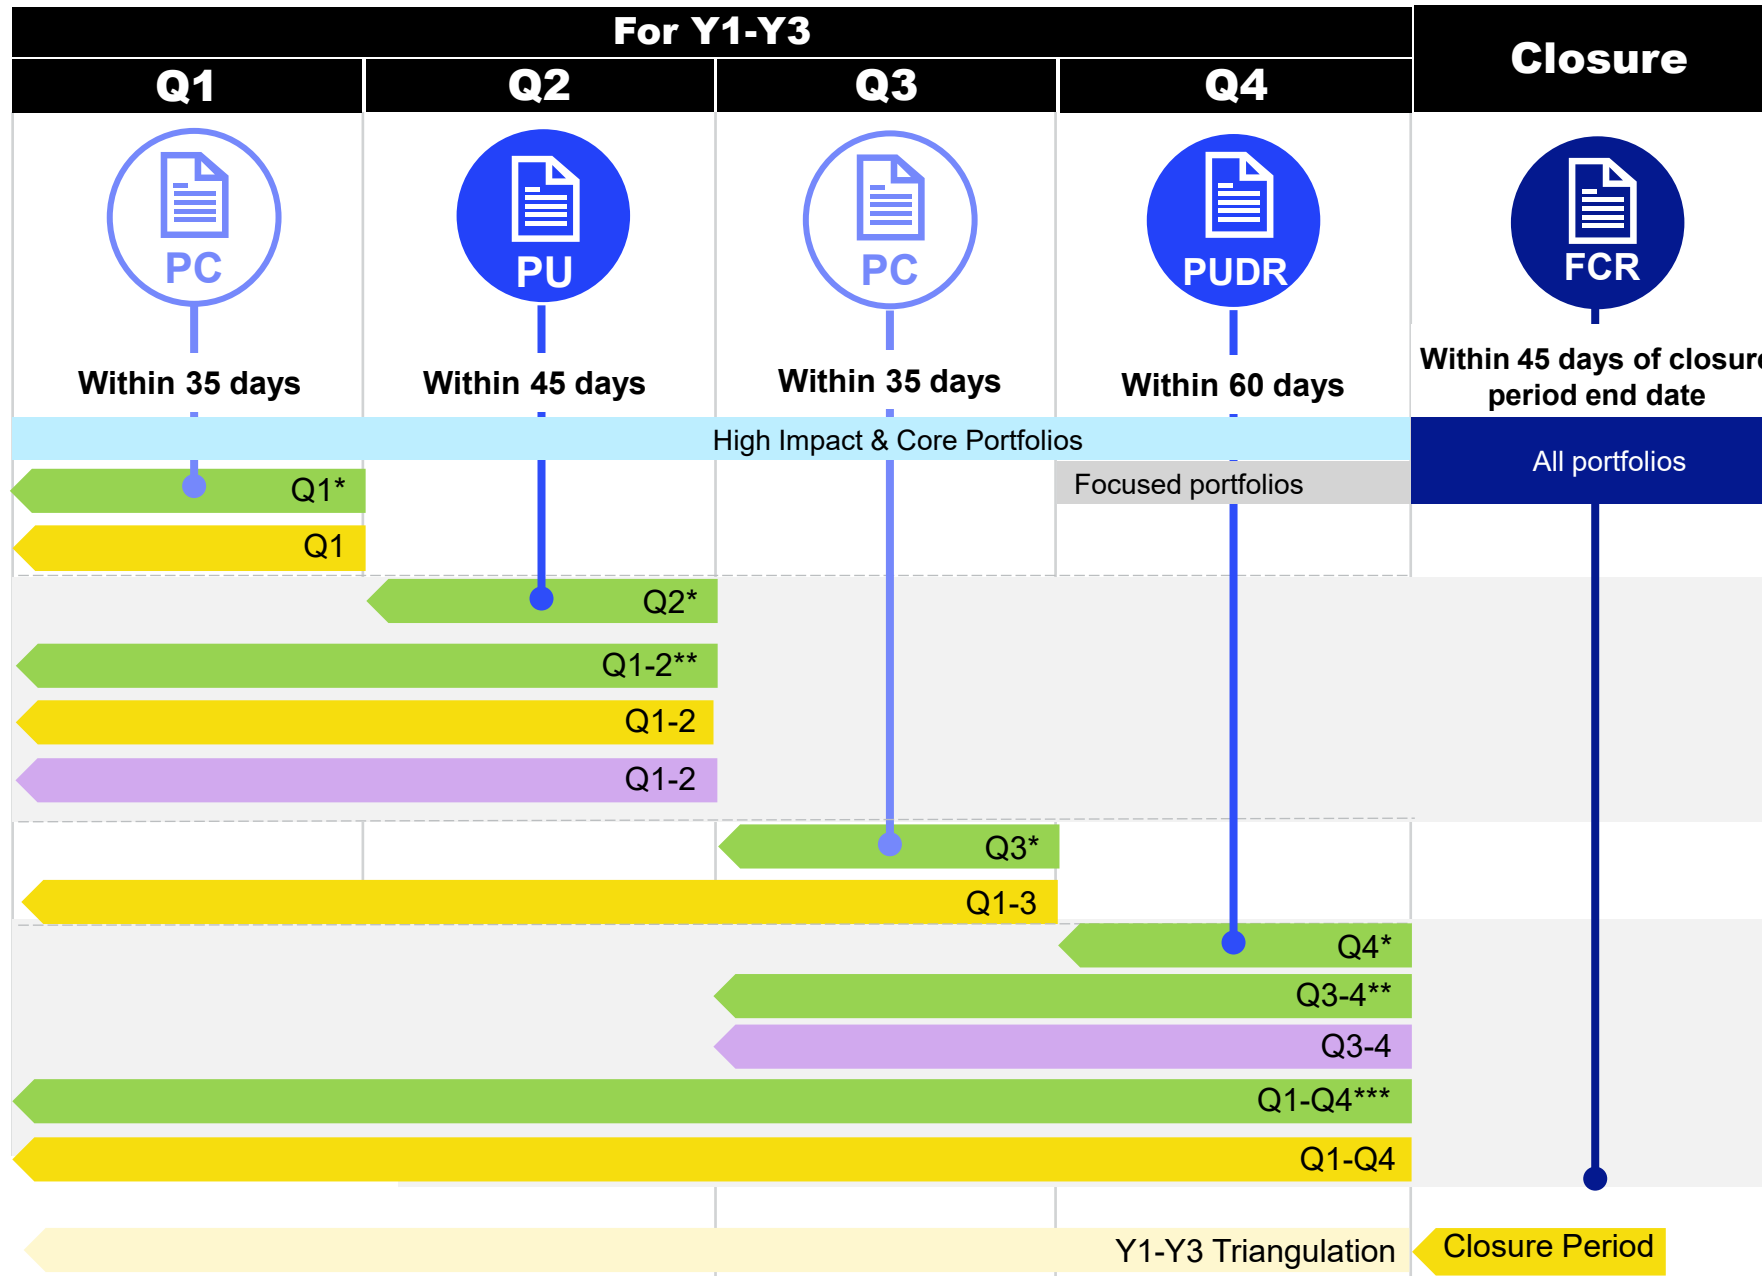 For Y1-Y3
Closure
Q1
Q2
Q3
Q4
PC
PU
PC
PUDR
FCR
Within 35 days
Within 45 days
Within 35 days
Within 60 days
Within 45 days of closure
period end date
High Impact & Core Portfolios
All portfolios
Focused portfolios
Q1*
Q1
Q2*
Q1-2**
Q1-2
Q1-2
Q3*
Q1-3
Q4*
Q3-4**
Q3-4
Q1-Q4***
Q1-Q4
Y1-Y3 Triangulation
Closure Period